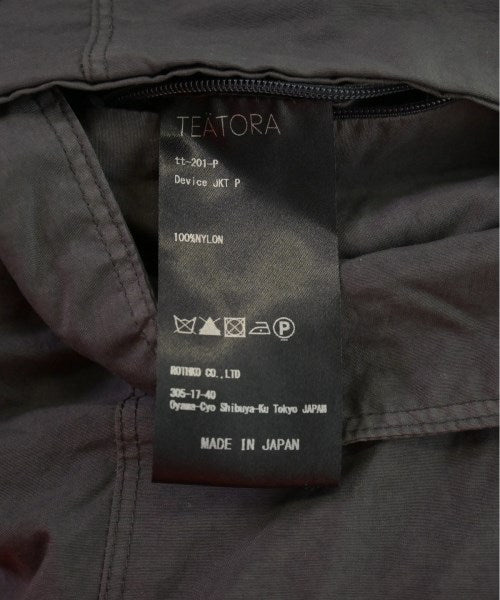 TEÄTORA
tt-201-P
Device JKT P
100%NYLON
P
ROTHKO CO.,LTD
305-17-40
Oyama-Cyo Shibuya-Ku Tokyo JAPAN
MADE IN JAPAN